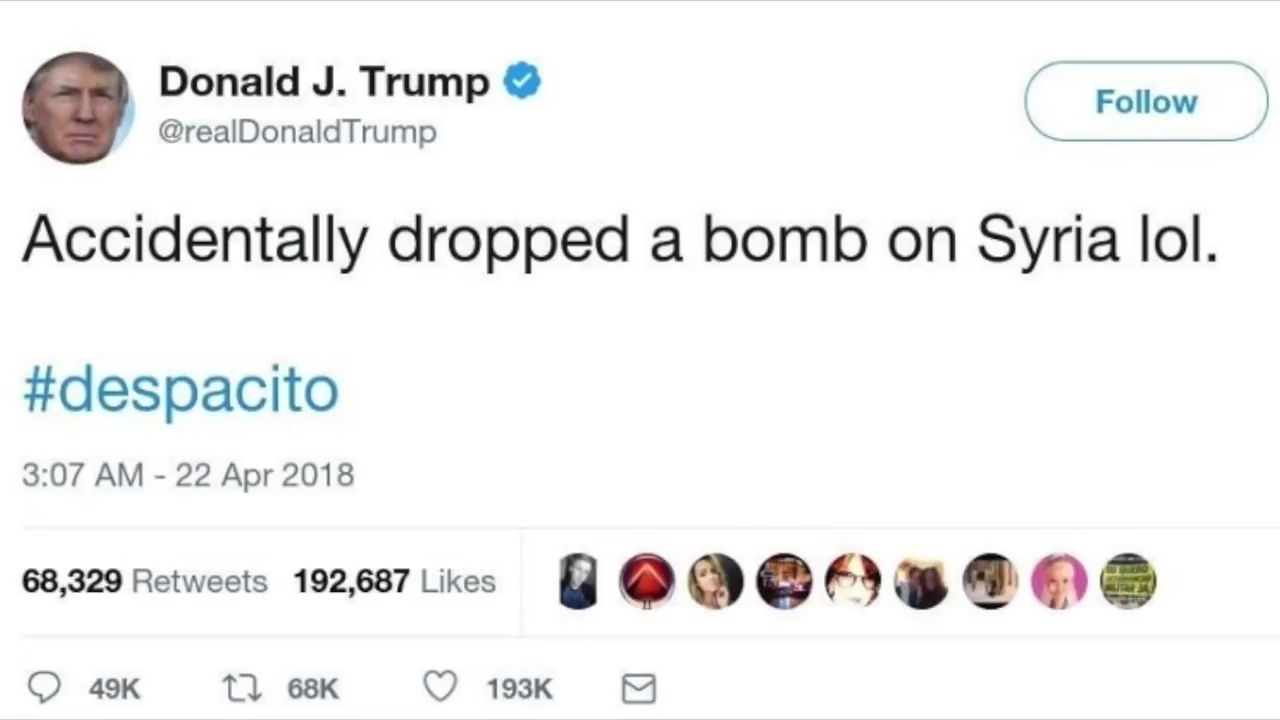 Donald J. Trump
@realDonaldTrump
Follow
Accidentally dropped a bomb on Syria lol.
#despacito
3:07 AM - 22 Apr 2018
68,329 Retweets 192,687 Likes
49K 68K 193K